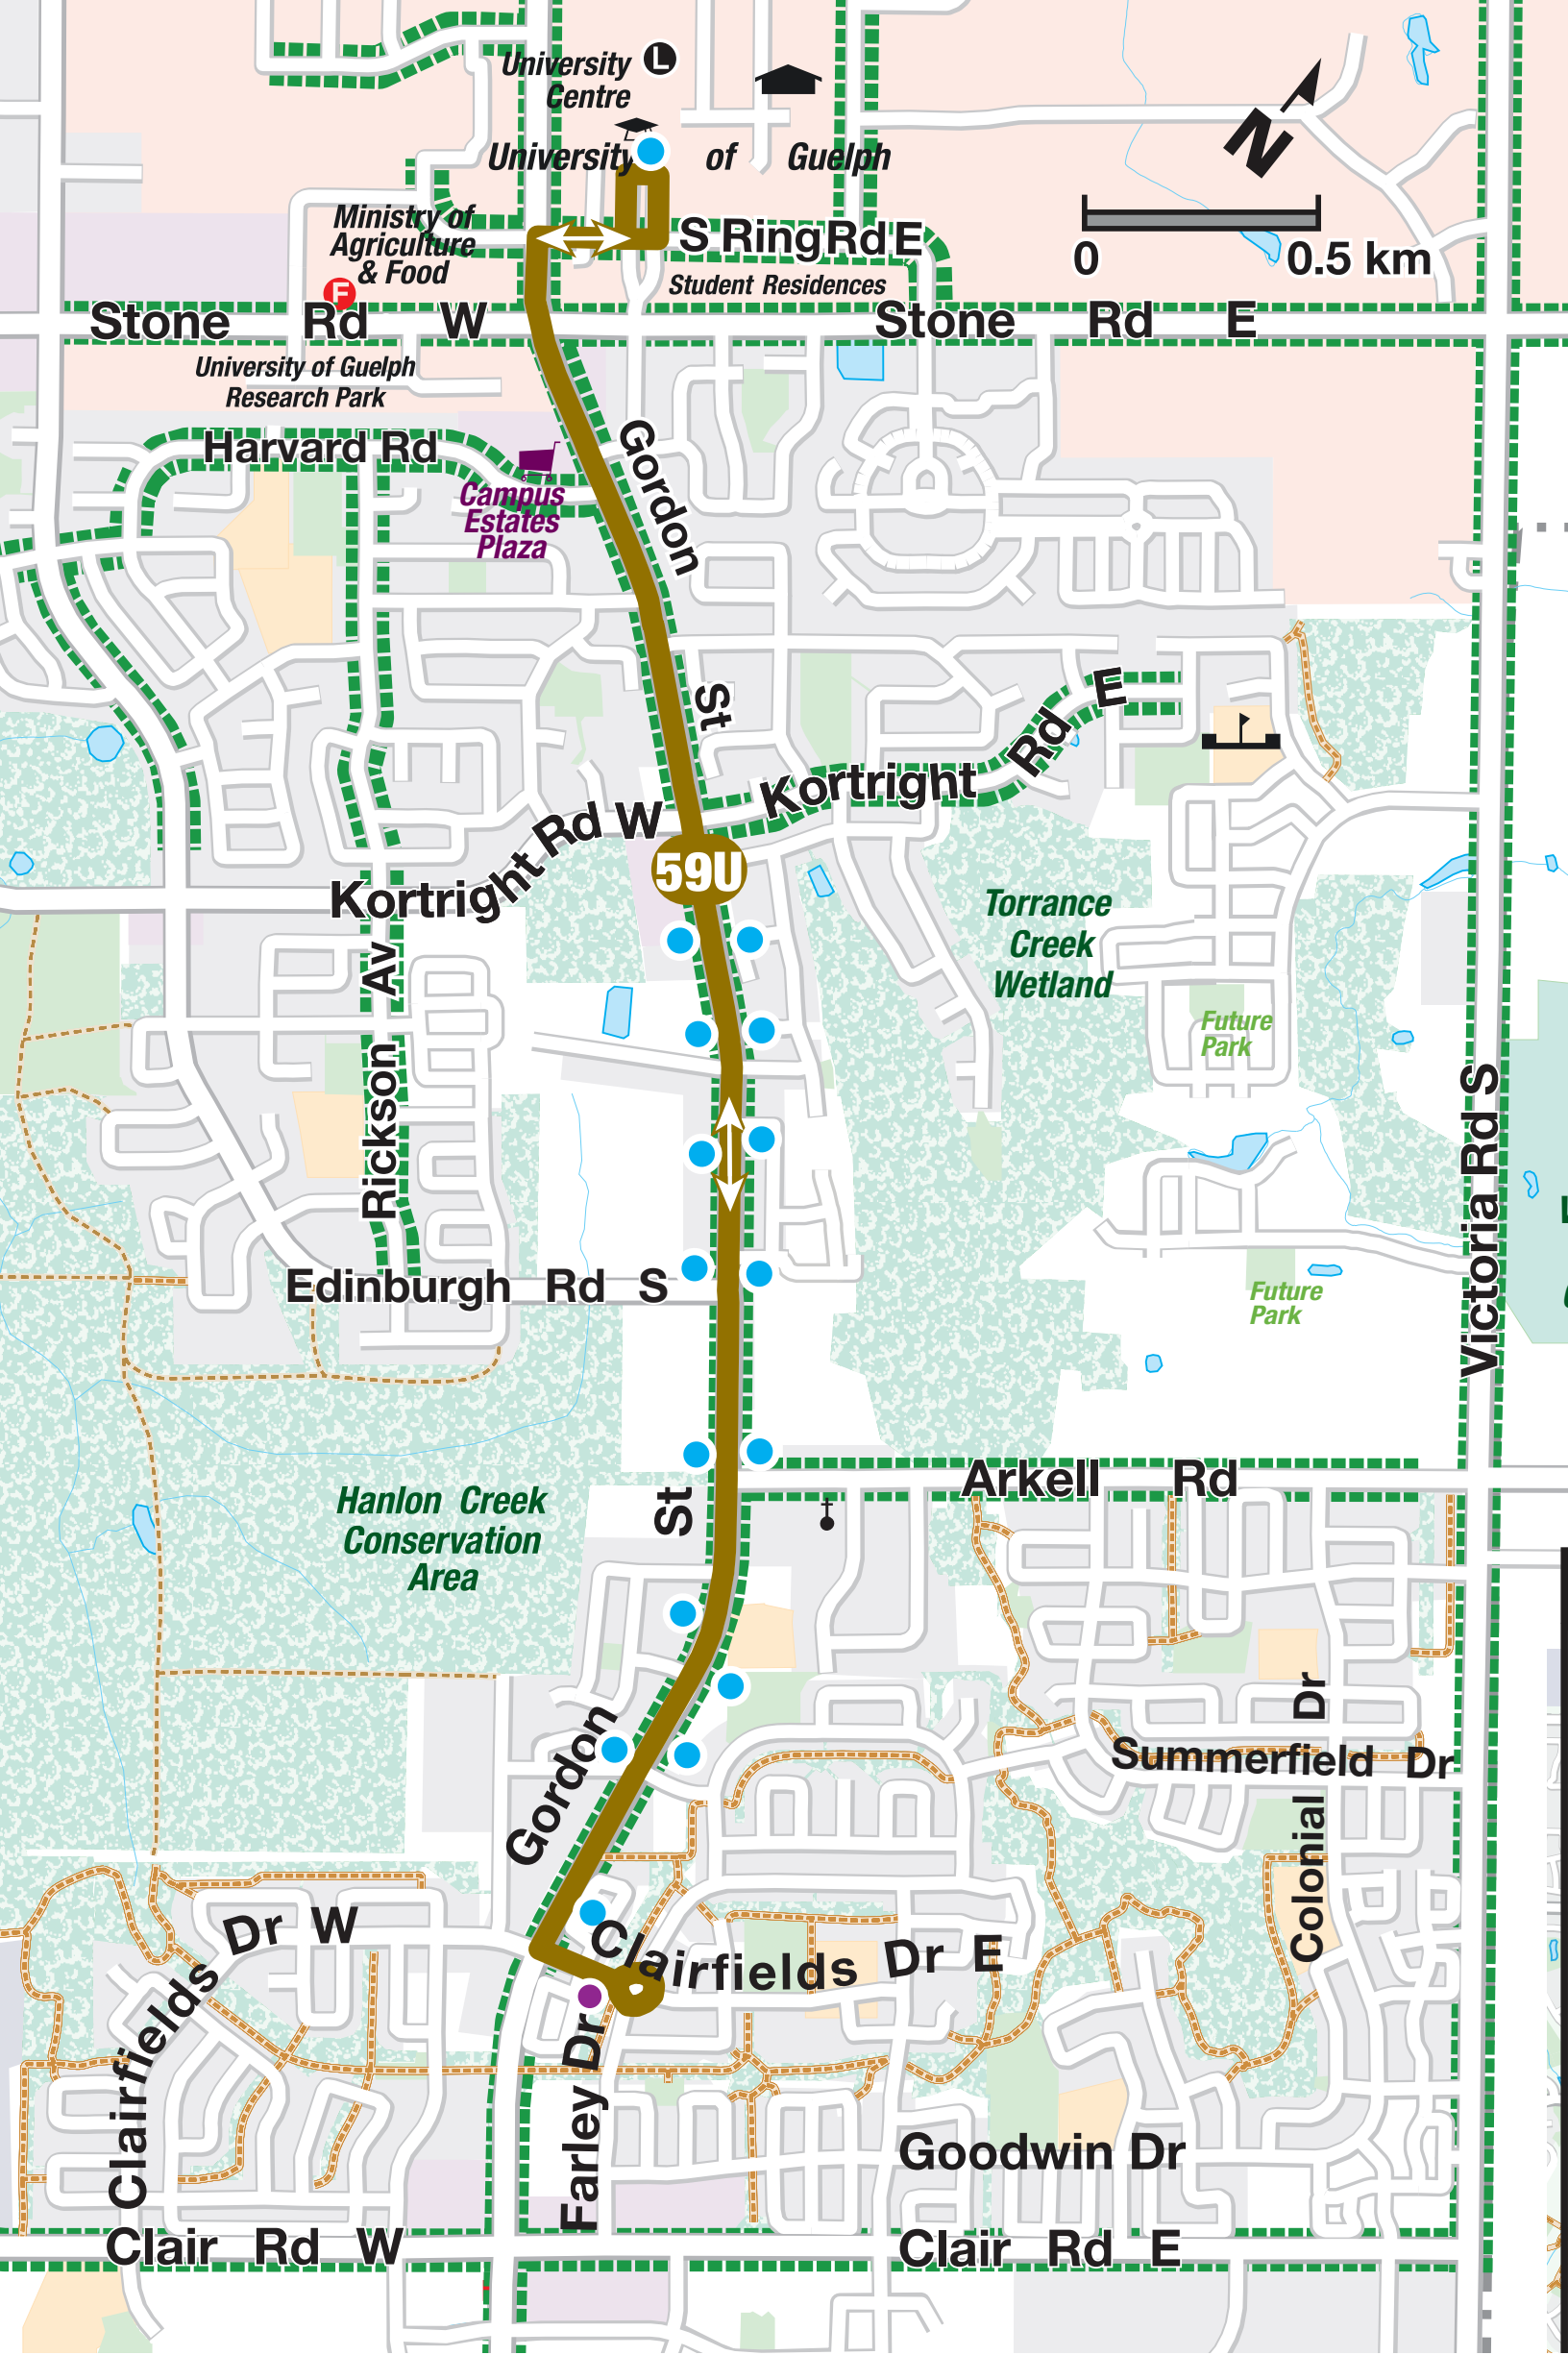 University
Centre
L
University of Guelph
N
Ministry of
Agriculture
& Food
F
S Ring Rd E
Student Residences
0 0.5 km
Stone Rd W
Stone Rd E
University of Guelph
Research Park
Harvard Rd
Gordon
Campus
Estates
Plaza
St
Kortright Rd E
Kortright Rd W
59U
Torrance
Creek
Wetland
Future
Park
Rickson Av
Victoria Rd S
Edinburgh Rd S
Future
Park
Arkell Rd
St
Hanlon Creek
Conservation
Area
Gordon
Summerfield Dr
Colonial Dr
Clairfields Dr W
Clairfields Dr E
Farley Dr
Goodwin Dr
Clair Rd W
Clair Rd E